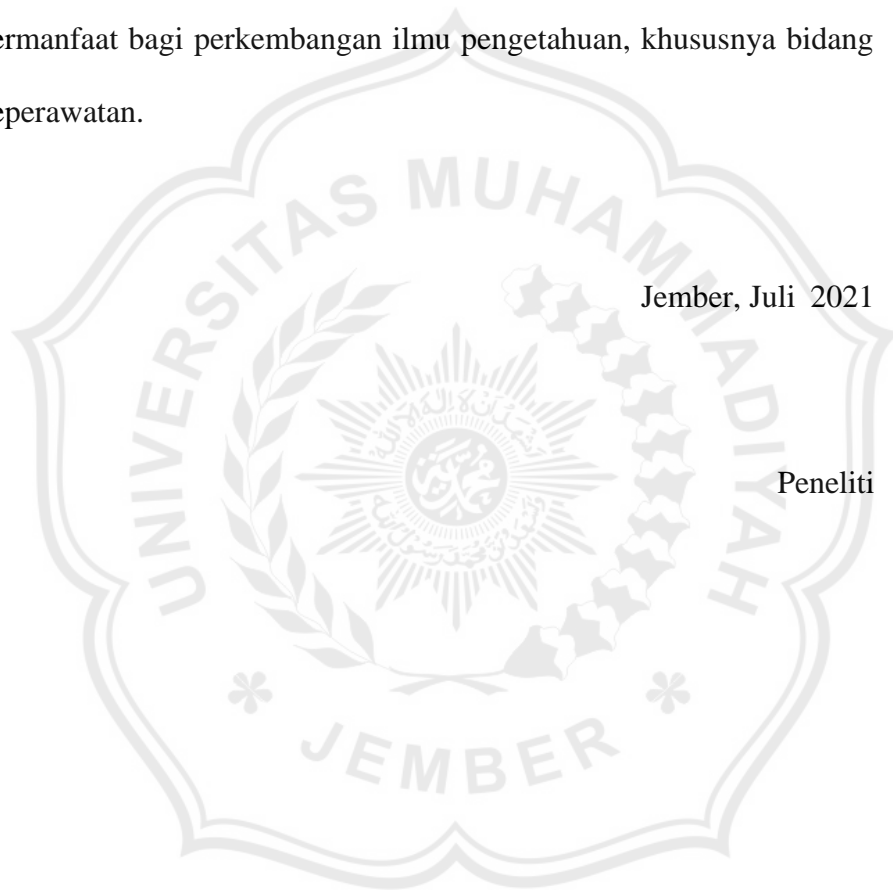 ermanfaat bagi perkembangan ilmu pengetahuan, khususnya bidang
eperawatan.
Jember, Juli 2021
Peneliti
UNIVERSITAS MUHAMMADIYAH
JEMBER